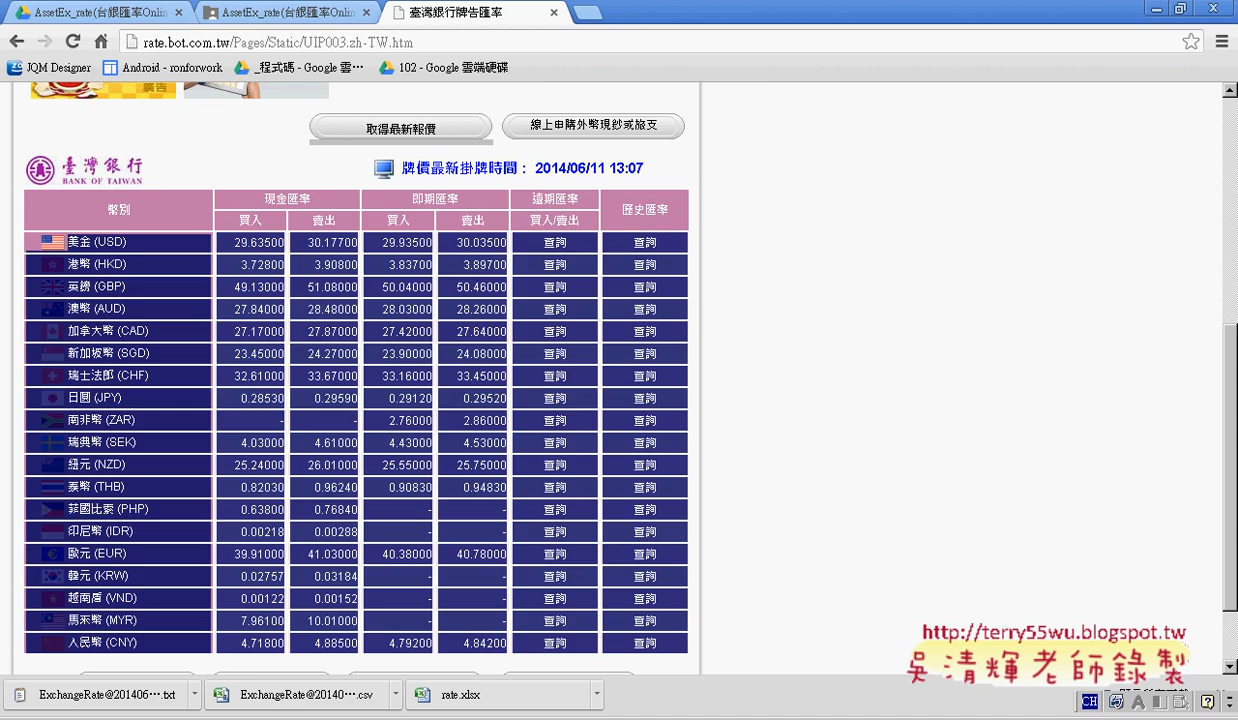 AssetEx_rate(台銀匯率Onlin
AssetEx_rate(台銀匯率Onlin
臺灣銀行牌告匯率
rate.bot.com.tw/Pages/Static/UIP003.zh-TW.htm
JQM Designer
Android - ronforwork
_程式碼 - Google 雲…
102 - Google 雲端硬碟
廣告
取得最新報價
線上申購外幣現鈔或旅支
臺灣銀行
BANK OF TAIWAN
牌價最新掛牌時間： 2014/06/11 13:07
幣別 現金匯率 即期匯率 遠期匯率 歷史匯率
買入 賣出 買入 賣出 買入/賣出
美金 (USD) 29.63500 30.17700 29.93500 30.03500 查詢 查詢
港幣 (HKD) 3.72800 3.90800 3.83700 3.89700 查詢 查詢
英鎊 (GBP) 49.13000 51.08000 50.04000 50.46000 查詢 查詢
澳幣 (AUD) 27.84000 28.48000 28.03000 28.26000 查詢 查詢
加拿大幣 (CAD) 27.17000 27.87000 27.42000 27.64000 查詢 查詢
新加坡幣 (SGD) 23.45000 24.27000 23.90000 24.08000 查詢 查詢
瑞士法郎 (CHF) 32.61000 33.67000 33.16000 33.45000 查詢 查詢
日圓 (JPY) 0.28530 0.29590 0.29120 0.29520 查詢 查詢
南非幣 (ZAR) - - 2.76000 2.86000 查詢 查詢
瑞典幣 (SEK) 4.03000 4.61000 4.43000 4.53000 查詢 查詢
紐元 (NZD) 25.24000 26.01000 25.55000 25.75000 查詢 查詢
泰幣 (THB) 0.82030 0.96240 0.90830 0.94830 查詢 查詢
菲國比索 (PHP) 0.63800 0.76840 - - 查詢 查詢
印尼幣 (IDR) 0.00218 0.00288 - - 查詢 查詢
歐元 (EUR) 39.91000 41.03000 40.38000 40.78000 查詢 查詢
韓元 (KRW) 0.02757 0.03184 - - 查詢 查詢
越南盾 (VND) 0.00122 0.00152 - - 查詢 查詢
馬來幣 (MYR) 7.96100 10.01000 - - 查詢 查詢
人民幣 (CNY) 4.71800 4.88500 4.79200 4.84200 查詢 查詢
http://terry55wu.blogspot.tw
吳清輝老師錄製
ExchangeRate@201406….txt
ExchangeRate@20140….csv
rate.xlsx
CH